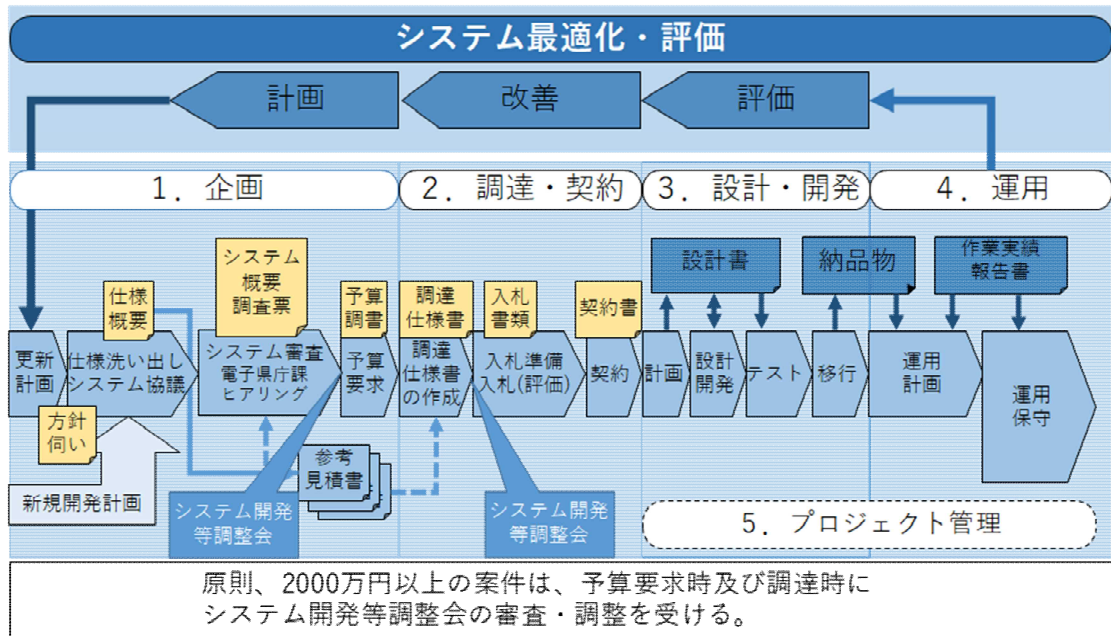 システム最適化・評価
計画
改善
評価
1．企画
2．調達・契約
3．設計・開発
4．運用
システム
概要
調査票
仕様
概要
予算
調書
調達
仕様書
入札
書類
契約書
設計書
納品物
作業実績
報告書
更新
計画
仕様洗い出し
システム協議
システム審査
電子県庁課
ヒアリング
予算
要求
調達
仕様書
の作成
入札準備
入札(評価)
契約
計画
設計
開発
テスト
移行
運用
計画
運用
保守
方針
伺い
新規開発計画
参考
見積書
システム開発
等調整会
システム開発
等調整会
5．プロジェクト管理
原則、2000万円以上の案件は、予算要求時及び調達時に
システム開発等調整会の審査・調整を受ける。